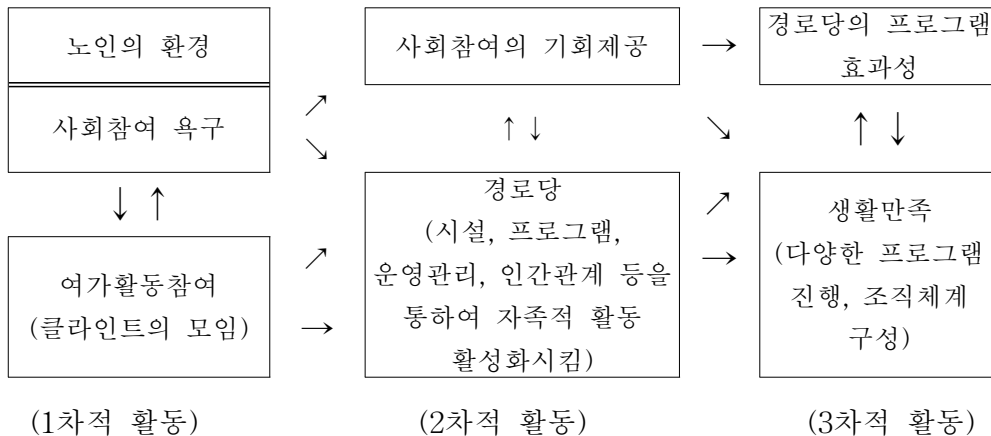 노인의 환경
사회참여 욕구
↓ ↑
여가활동참여
(클라인트의 모임)
(1차적 활동)
↗
↘
↗
→
사회참여의 기회제공
↑ ↓
경로당
(시설, 프로그램,
운영관리, 인간관계 등을
통하여 자족적 활동
활성화시킴)
(2차적 활동)
→
↘
↗
→
경로당의 프로그램
효과성
↑ ↓
생활만족
(다양한 프로그램
진행, 조직체계
구성)
(3차적 활동)